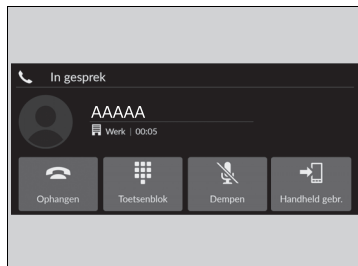 In gesprek
AAAAA
Werk | 00:05
Ophangen
Toetsenblok
Dempen
Handheld gebr.